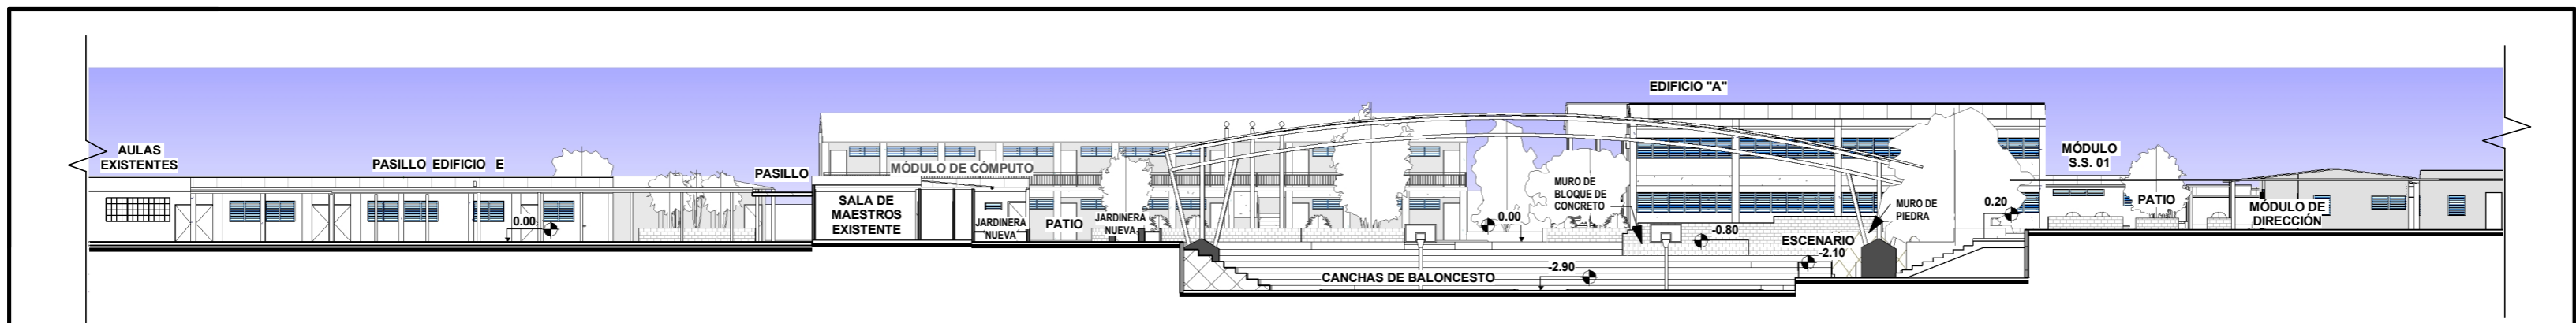 AULAS
EXISTENTES
PASILLO EDIFICIO E
0.00
PASILLO
MÓDULO DE CÓMPUTO
SALA DE
MAESTROS
EXISTENTE
JARDINERA
NUEVA
PATIO
JARDINERA
NUEVA
CANCHAS DE BALONCESTO
0.00
-2.90
MURO DE
BLOQUE DE
CONCRETO
EDIFICIO "A"
-0.80
ESCENARIO
-2.10
MURO DE
PIEDRA
0.20
MÓDULO
S.S. 01
PATIO
MÓDULO DE
DIRECCIÓN